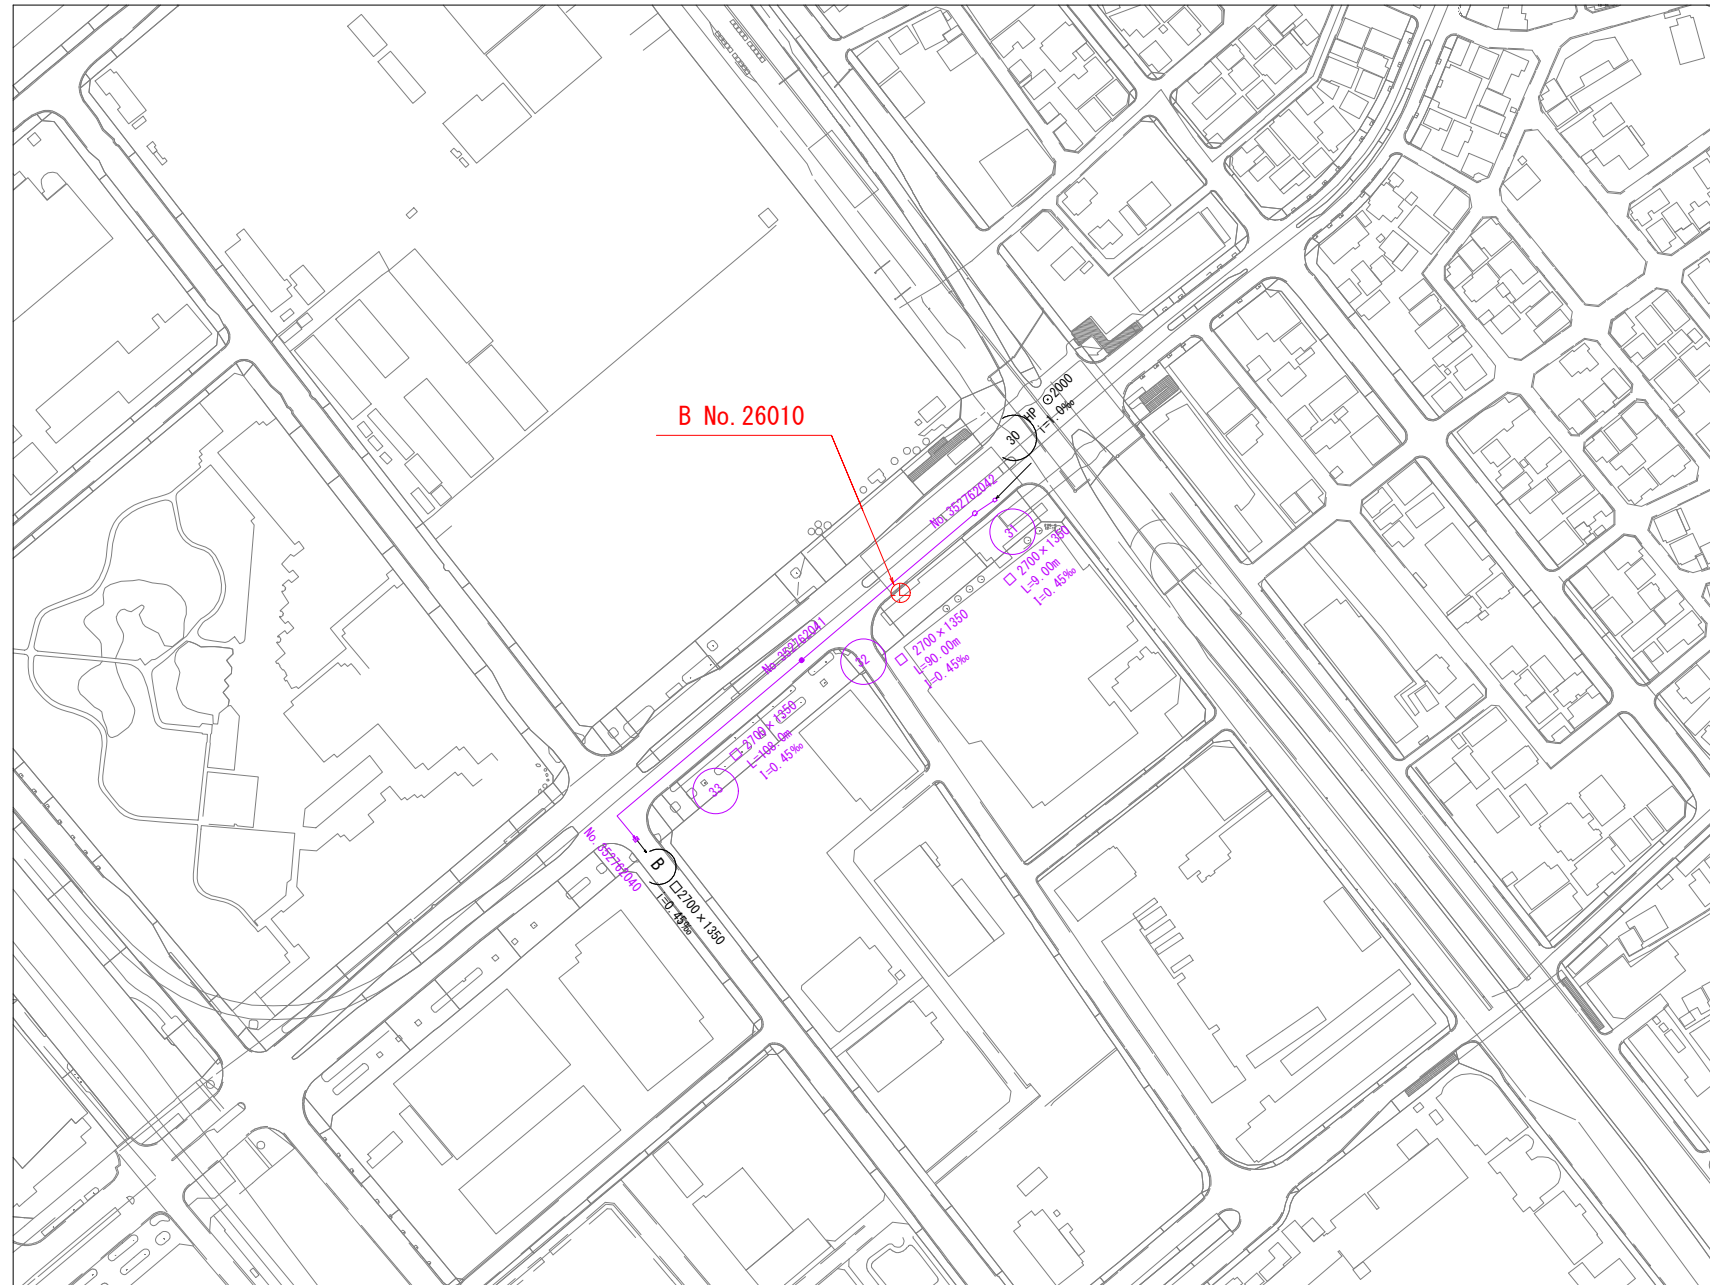 B No.26010
30
HP ⊙2000
i=1.0‰
No.352762042
31
□ 2700×1350
L=9.00m
I=0.45‰
No.352762041
32
□ 2700×1350
L=90.00m
I=0.45‰
33
□ 2700×1350
L=108.0m
I=0.45‰
No.352762040
B
□2700×1350
I=0.45‰